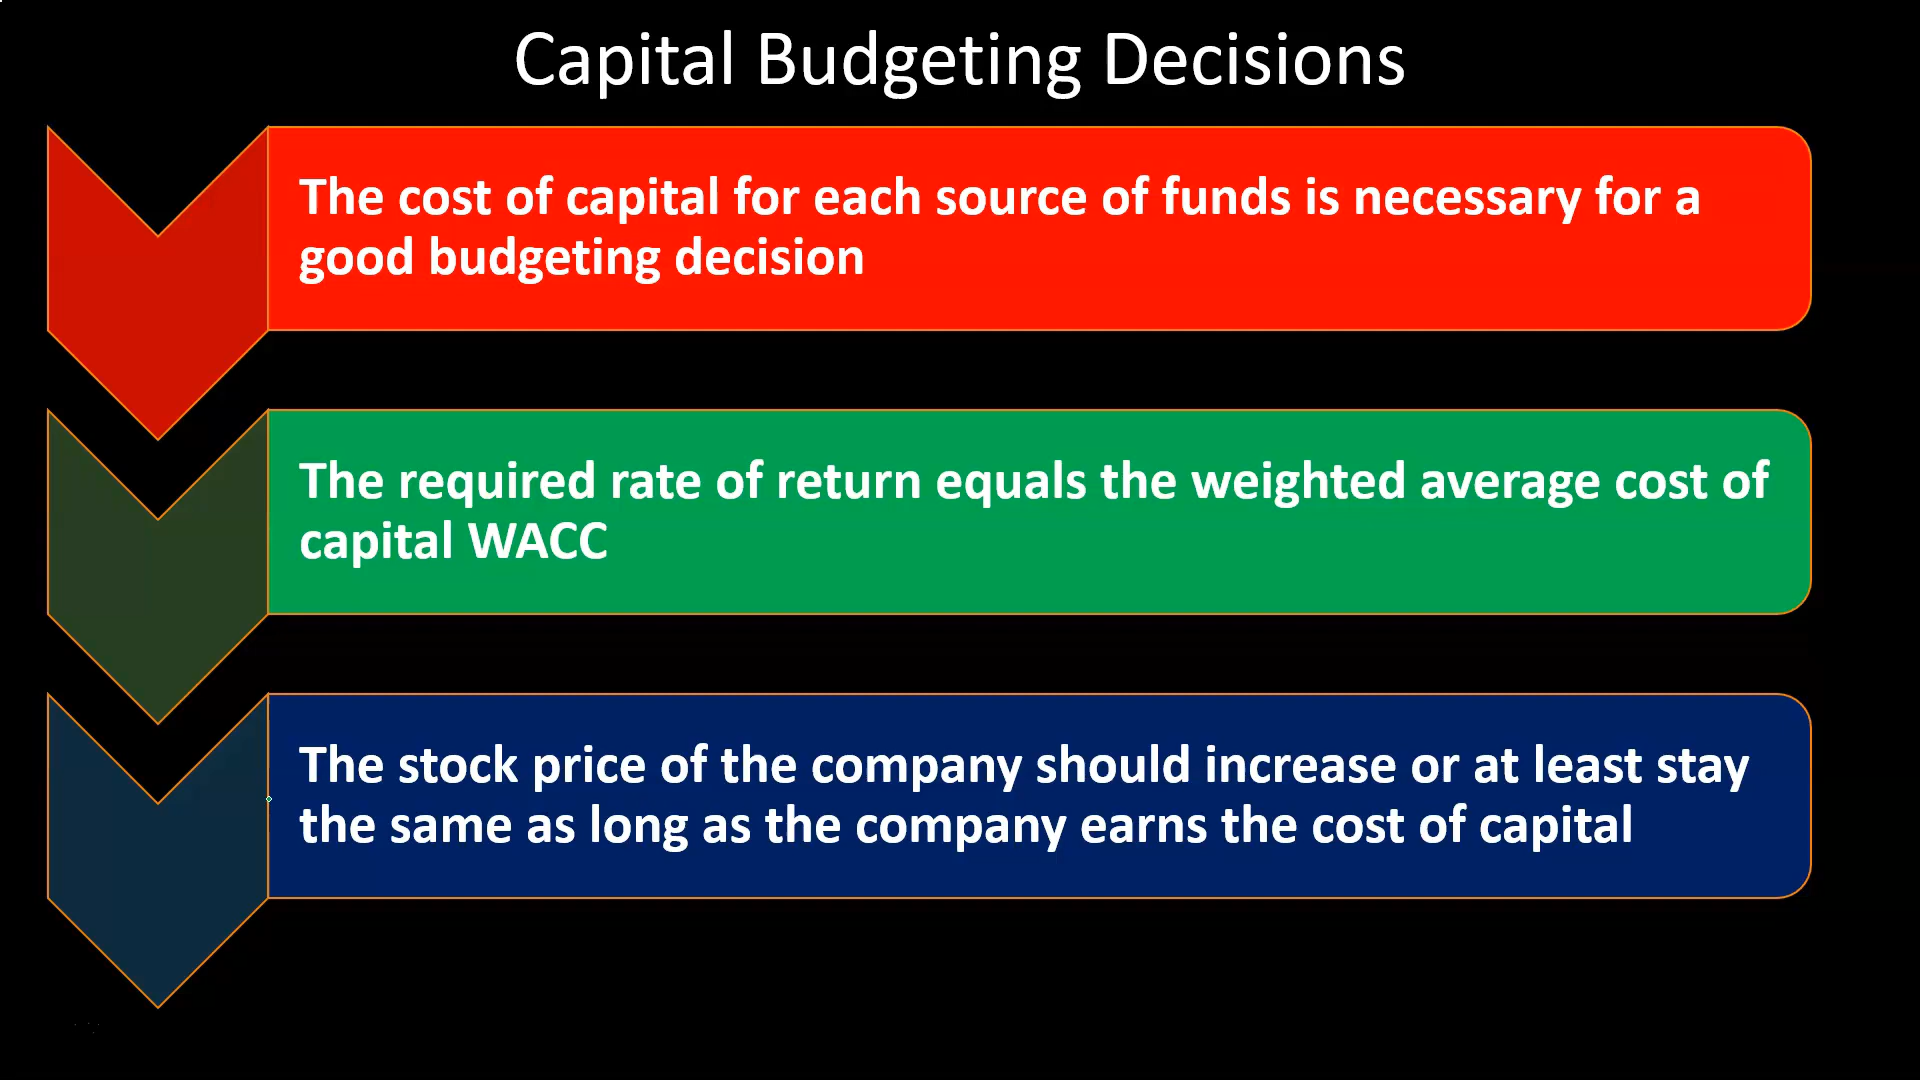 Capital Budgeting Decisions
The cost of capital for each source of funds is necessary for a
good budgeting decision
The required rate of return equals the weighted average cost of
capital WACC
The stock price of the company should increase or at least stay
the same as long as the company earns the cost of capital